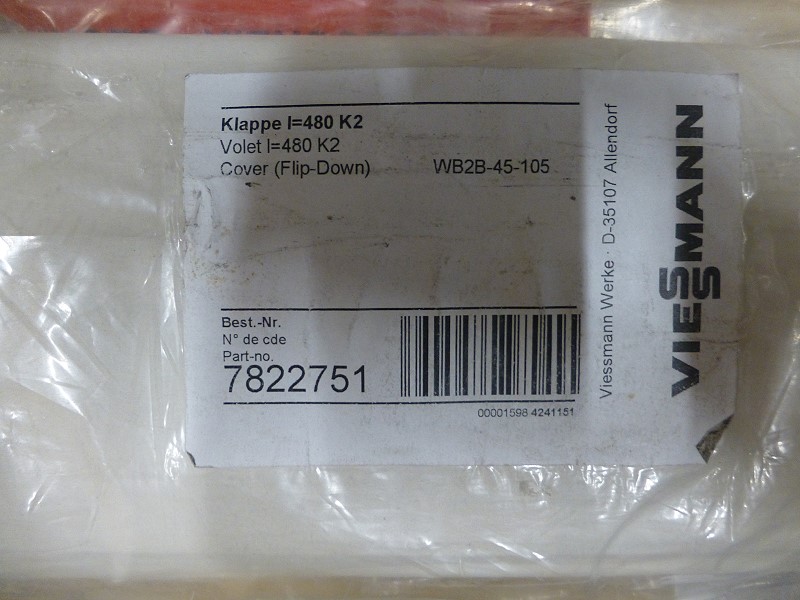 Klappe l=480 K2
Volet l=480 K2
Cover (Flip-Down) WB2B-45-105
Best.-Nr.
N° de cde
Part-no.
7822751
00001598 4241151
Viessmann Werke · D-35107 Allendorf
VIESSMANN